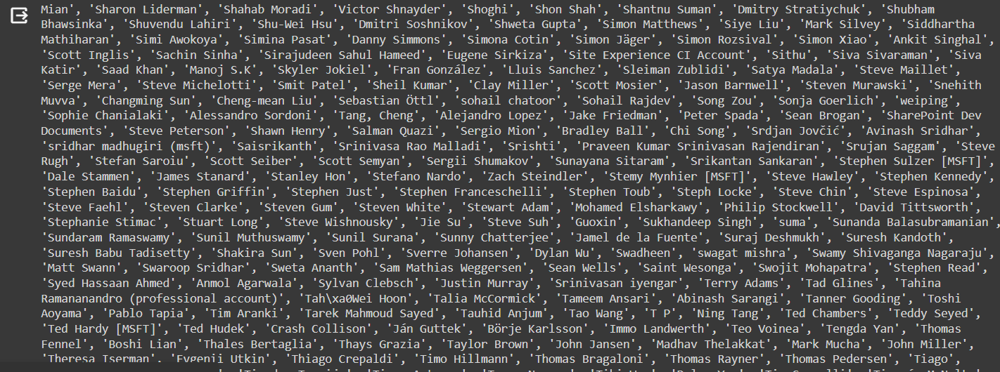 Mian', 'Sharon Liderman', 'Shahab Moradi', 'Victor Shnayder', 'Shoghi', 'Shon Shah', 'Shantnu Suman', 'Dmitry Stratiychuk', 'Shubham
Bhawsinka', 'Shuvendu Lahiri', 'Shu-Wei Hsu', 'Dmitri Soshnikov', 'Shweta Gupta', 'Simon Matthews', 'Siye Liu', 'Mark Silvey', 'Siddhartha
Mathiharan', 'Simi Awokoya', 'Simina Pasat', 'Danny Simmons', 'Simona Cotin', 'Simon Jäger', 'Simon Rozsival', 'Simon Xiao', 'Ankit Singhal',
'Scott Inglis', 'Sachin Sinha', 'Sirajudeen Sahul Hameed', 'Eugene Sirkiza', 'Site Experience CI Account', 'Sithu', 'Siva Sivaraman', 'Siva
Katir', 'Saad Khan', 'Manoj S.K', 'Skyler Jokiel', 'Fran González', 'Lluis Sanchez', 'Sleiman Zublidi', 'Satya Madala', 'Steve Maillet',
'Serge Mera', 'Steve Michelotti', 'Smit Patel', 'Sheil Kumar', 'Clay Miller', 'Scott Mosier', 'Jason Barnwell', 'Steven Murawski', 'Snehith
Muvva', 'Changming Sun', 'Cheng-mean Liu', 'Sebastian Öttl', 'sohail chatoor', 'Sohail Rajdev', 'Song Zou', 'Sonja Goerlich', 'weiping',
'Sophie Chanialaki', 'Alessandro Sordoni', 'Tang, Cheng', 'Alejandro Lopez', 'Jake Friedman', 'Peter Spada', 'Sean Brogan', 'SharePoint Dev
Documents', 'Steve Peterson', 'Shawn Henry', 'Salman Quazi', 'Sergio Mion', 'Bradley Ball', 'Chi Song', 'Srdjan Jovčić', 'Avinash Sridhar',
'sridhar madhugiri (msft)', 'Saisrikanth', 'Srinivasa Rao Malladi', 'Srishti', 'Praveen Kumar Srinivasan Rajendiran', 'Srujan Saggam', 'Steve
Rugh', 'Stefan Saroiu', 'Scott Seiber', 'Scott Semyan', 'Sergii Shumakov', 'Sunayana Sitaram', 'Srikantan Sankaran', 'Stephen Sulzer [MSFT]',
'Dale Stammen', 'James Stanard', 'Stanley Hon', 'Stefano Nardo', 'Zach Steindler', 'Stemy Mynhier [MSFT]', 'Steve Hawley', 'Stephen Kennedy',
'Stephen Baidu', 'Stephen Griffin', 'Stephen Just', 'Stephen Franceschelli', 'Stephen Toub', 'Steph Locke', 'Steve Chin', 'Steve Espinosa',
'Steve Faehl', 'Steven Clarke', 'Steven Gum', 'Steven White', 'Stewart Adam', 'Mohamed Elsharkawy', 'Philip Stockwell', 'David Tittsworth',
'Stephanie Stimac', 'Stuart Long', 'Steve Wishnousky', 'Jie Su', 'Steve Suh', 'Guoxin', 'Sukhandeep Singh', 'suma', 'Sunanda Balasubramanian',
'Sundaram Ramaswamy', 'Sunil Muthuswamy', 'Sunil Surana', 'Sunny Chatterjee', 'Jamel de la Fuente', 'Suraj Deshmukh', 'Suresh Kandoth',
'Suresh Babu Tadisetty', 'Shakira Sun', 'Sven Pohl', 'Sverre Johansen', 'Dylan Wu', 'Swadheen', 'swagat mishra', 'Swamy Shivaganga Nagaraju',
'Matt Swann', 'Swaroop Sridhar', 'Sweta Ananth', 'Sam Mathias Weggersen', 'Sean Wells', 'Saint Wesonga', 'Swojit Mohapatra', 'Stephen Read',
'Syed Hassaan Ahmed', 'Anmol Agarwala', 'Sylvan Clebsch', 'Justin Murray', 'Srinivasan iyengar', 'Terry Adams', 'Tad Glines', 'Tahina
Ramananandro (professional account)', 'Tah\xa0Wei Hoon', 'Talia McCormick', 'Tameem Ansari', 'Abinash Sarangi', 'Tanner Gooding', 'Toshi
Aoyama', 'Pablo Tapia', 'Tim Aranki', 'Tarek Mahmoud Sayed', 'Tauhid Anjum', 'Tao Wang', 'T P', 'Ning Tang', 'Ted Chambers', 'Teddy Seyed',
'Ted Hardy [MSFT]', 'Ted Hudek', 'Crash Collison', 'Ján Guttek', 'Börje Karlsson', 'Immo Landwerth', 'Teo Voinea', 'Tengda Yan', 'Thomas
Fennel', 'Boshi Lian', 'Thales Bertaglia', 'Thays Grazia', 'Taylor Brown', 'John Jansen', 'Madhav Thelakkat', 'Mark Mucha', 'John Miller',
'Theresa Iserman', 'Evgenii Utkin', 'Thiago Crepaldi', 'Timo Hillmann', 'Thomas Bragaloni', 'Thomas Rayner', 'Thomas Pedersen', 'Tiago',